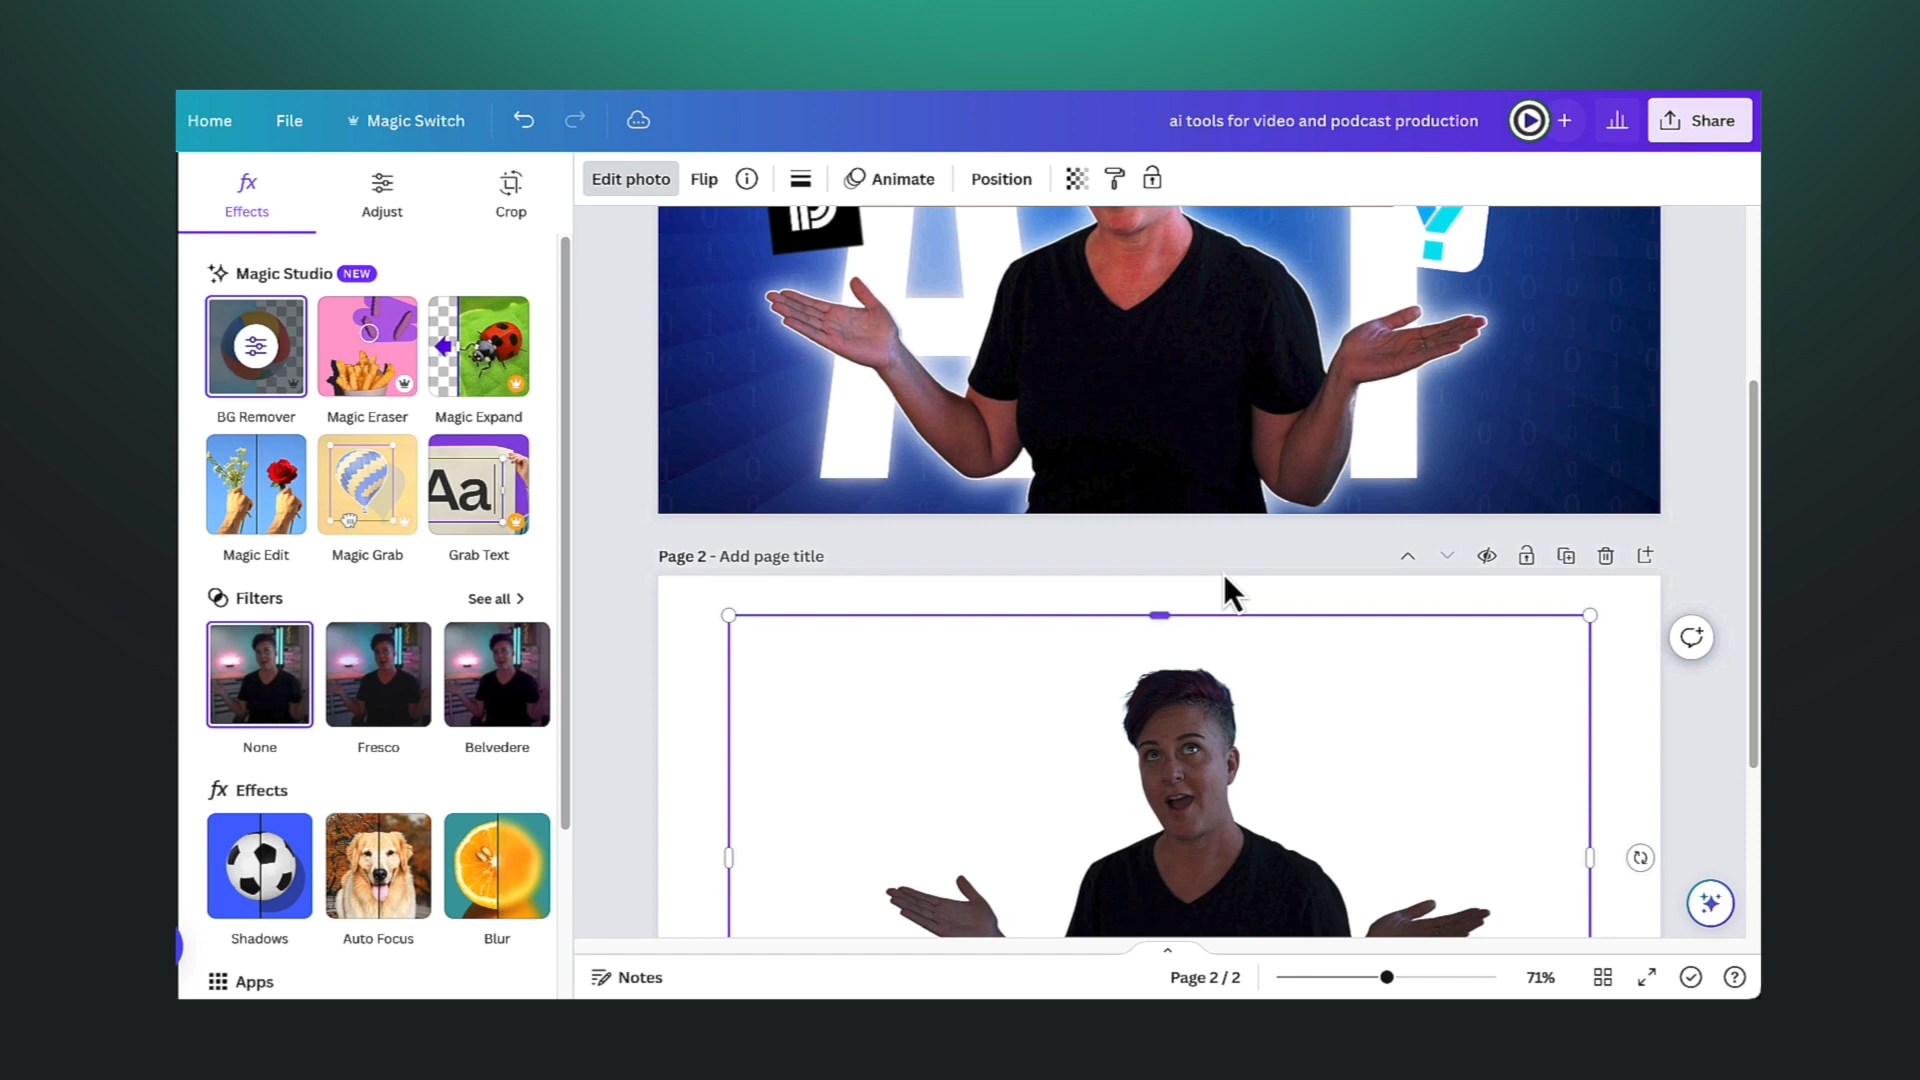 Home File Magic Switch ai tools for video and podcast production Share
Effects Adjust Crop
Edit photo Flip Animate Position
Magic Studio NEW
BG Remover Magic Eraser Magic Expand
Aa
Magic Edit Magic Grab Grab Text
AI
?
Page 2 - Add page title
Filters See all
None Fresco Belvedere
Effects
Shadows Auto Focus Blur
Apps
Notes Page 2 / 2 71%